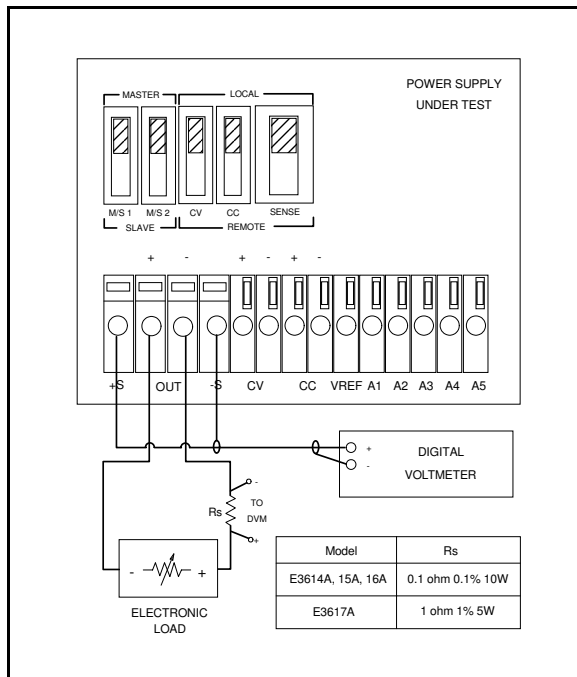 POWER SUPPLY
UNDER TEST
MASTER
LOCAL
M/S 1
M/S 2
CV
CC
SENSE
SLAVE
REMOTE
+ - + - + -
+S
OUT
-S
CV
CC
VREF
A1
A2
A3
A4
A5
+
-
DIGITAL
VOLTMETER
-
Rs
TO
DVM
+
- +
ELECTRONIC
LOAD
Model Rs
E3614A, 15A, 16A 0.1 ohm 0.1% 10W
E3617A 1 ohm 1% 5W